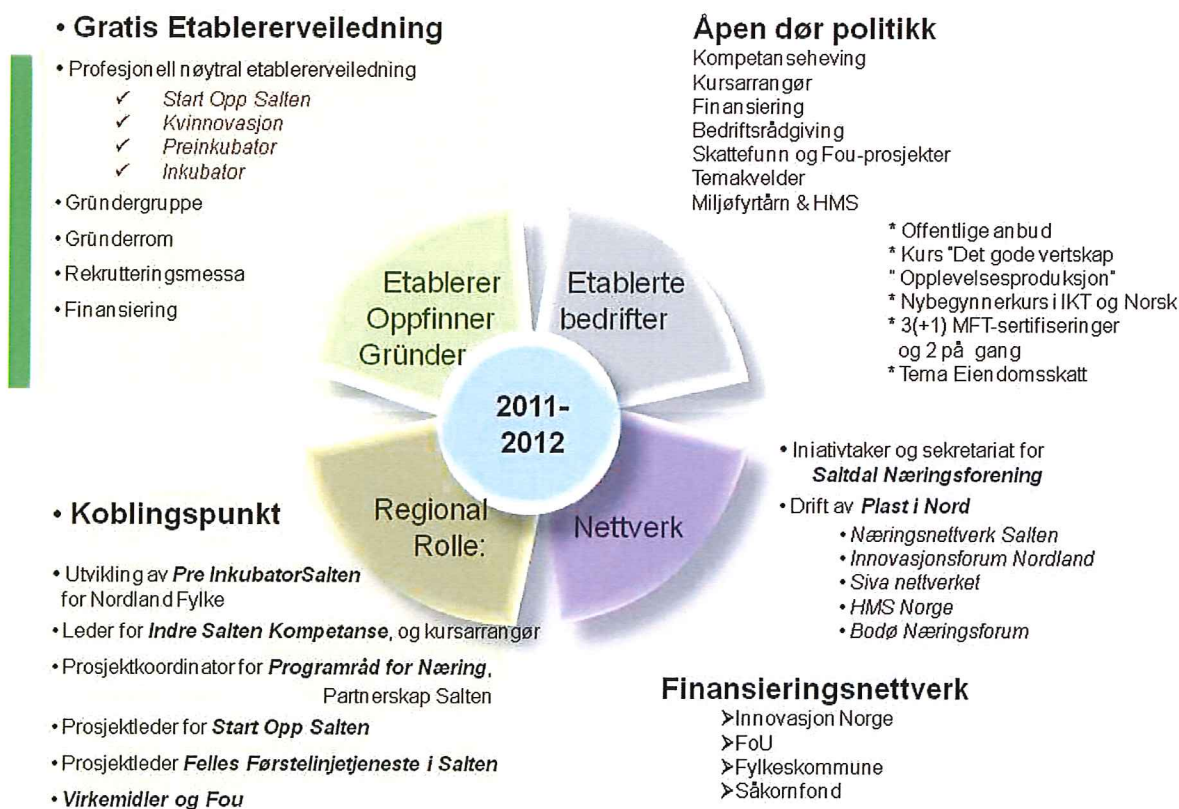 • Gratis Etablererveiledning
• Profesjonell nøytral etablererveiledning
✓ Start Opp Salten
✓ Kvinnovasjon
✓ Preinkubator
✓ Inkubator
• Gründergruppe
• Gründerrom
• Rekrutteringsmessa
• Finansiering
Åpen dør politikk
Kompetanseheving
Kursarrangør
Finansiering
Bedriftsrådgiving
Skattefunn og Fou-prosjekter
Temakvelder
Miljøfyrtårn & HMS
* Offentlige anbud
* Kurs "Det gode vertskap
" Opplevelsesproduksjon"
* Nybegynnerkurs i IKT og Norsk
* 3(+1) MFT-sertifiseringer
og 2 på gang
* Tema Eiendomsskatt
Etablerer
Oppfinner
Gründer
Etablerte
bedrifter
2011-
2012
Regional
Rolle:
Nettverk
• Koblingspunkt
• Utvikling av Pre InkubatorSalten
for Nordland Fylke
• Leder for Indre Salten Kompetanse, og kursarrangør
• Prosjektkoordinator for Programråd for Næring,
Partnerskap Salten
• Prosjektleder for Start Opp Salten
• Prosjektleder Felles Førstelinjetjeneste i Salten
• Virkemidler og Fou
• Iniativtaker og sekretariat for
Saltdal Næringsforening
• Drift av Plast i Nord
• Næringsnettverk Salten
• Innovasjonsforum Nordland
• Siva nettverket
• HMS Norge
• Bodø Næringsforum
Finansieringsnettverk
➢Innovasjon Norge
➢FoU
➢Fylkeskommune
➢Såkornfond